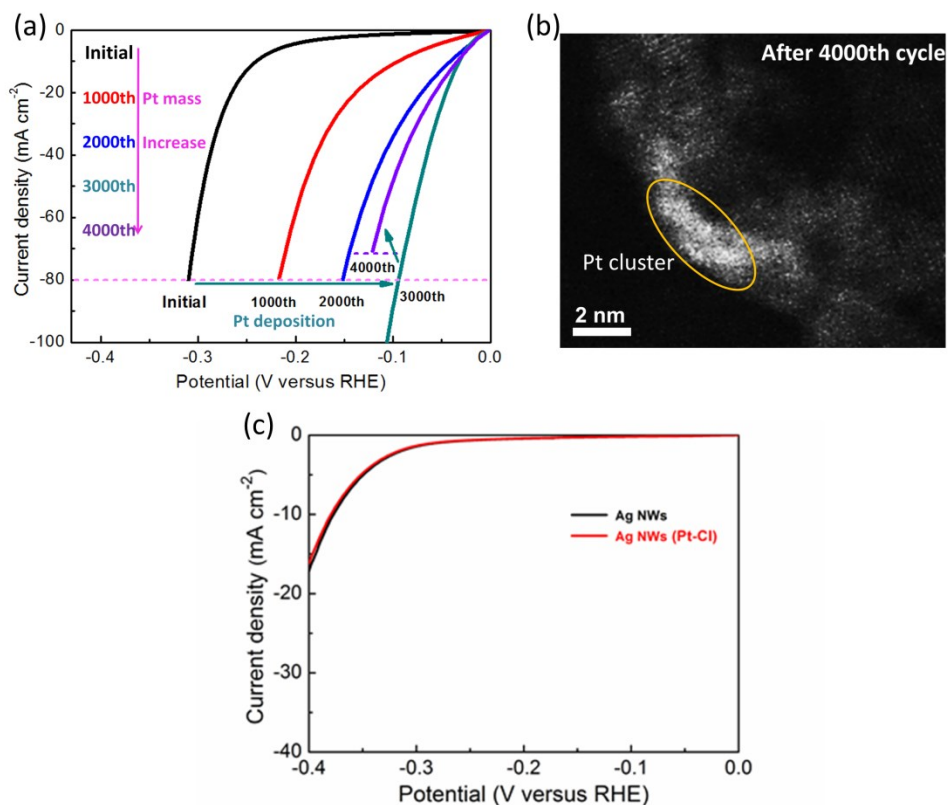 (a)
0
-20
-40
-60
-80
-100
Current density (mA cm-2)
Initial
1000th
Pt mass
2000th
Increase
3000th
4000th
4000th
Initial
1000th
2000th
3000th
Pt deposition
-0.4
-0.3
-0.2
-0.1
0.0
Potential (V versus RHE)
(b)
After 4000th cycle
Pt cluster
2 nm
(c)
0
-10
-20
-30
-40
Current density (mA cm-2)
Ag NWs
Ag NWs (Pt-Cl)
-0.4
-0.3
-0.2
-0.1
0.0
Potential (V versus RHE)